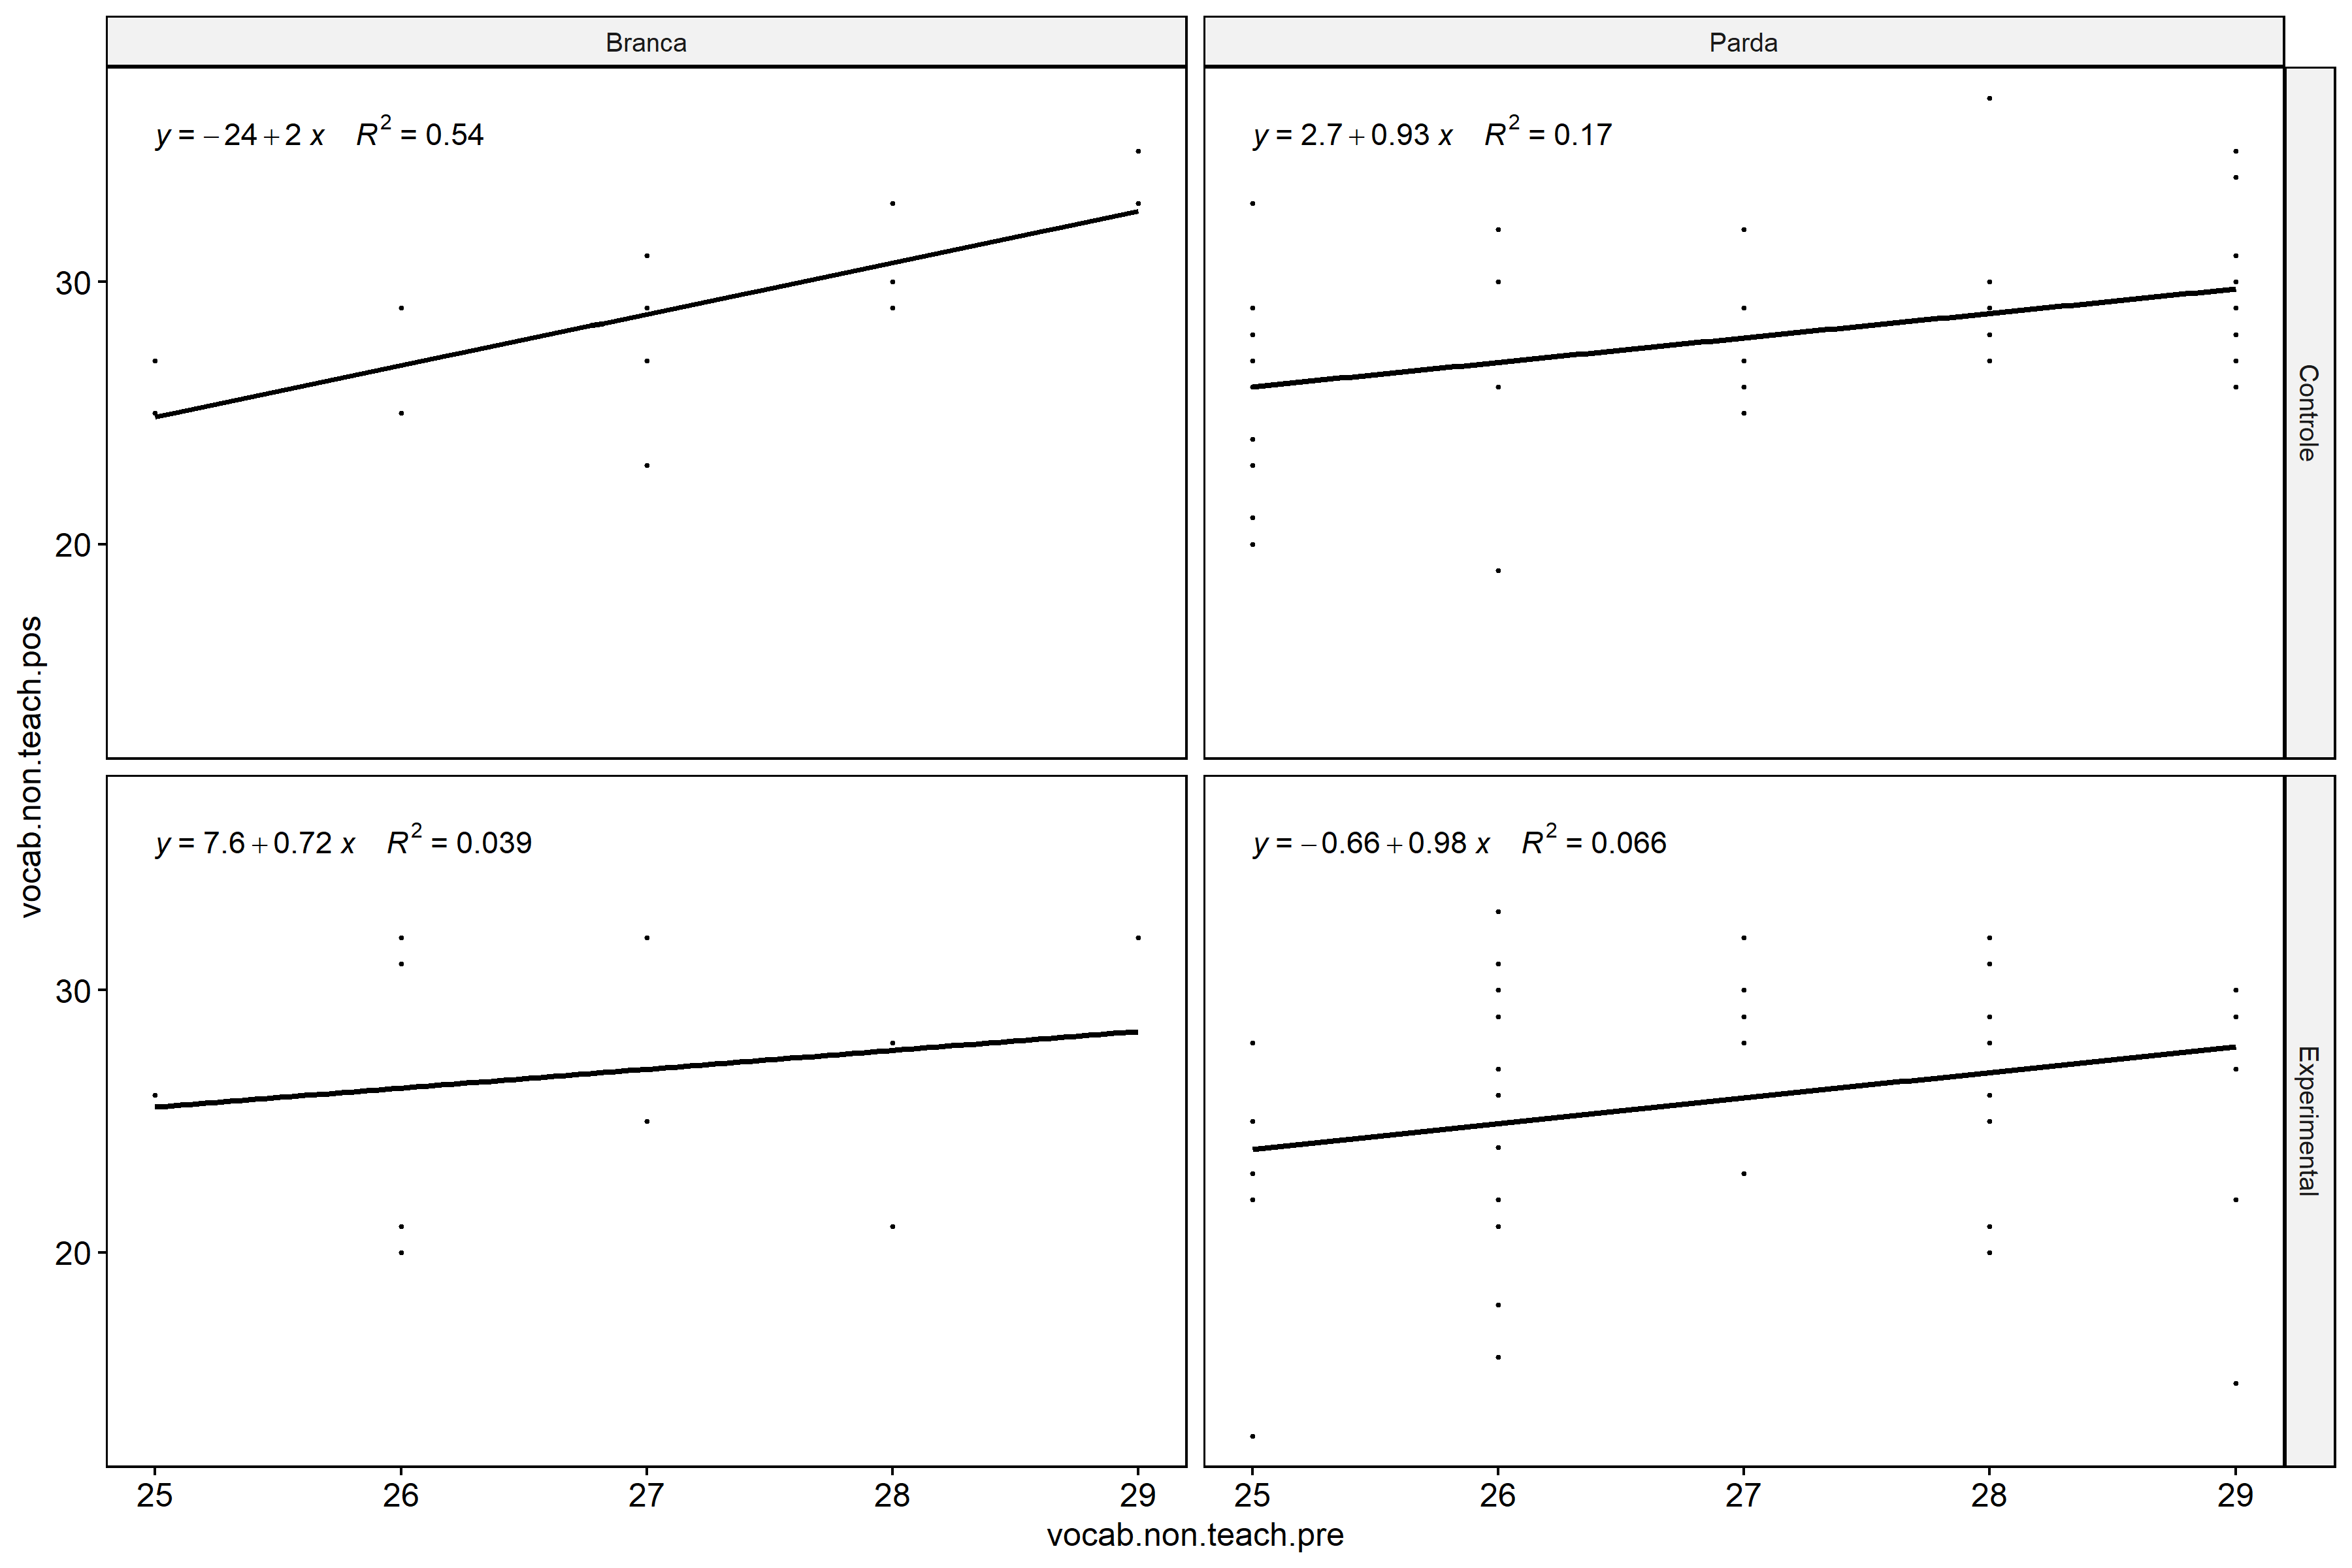 Branca
Parda
y = − 24 + 2 x R² = 0.54
y = 2.7 + 0.93 x R² = 0.17
Controle
30
20
vocab.non.teach.pos
y = 7.6 + 0.72 x R² = 0.039
y = − 0.66 + 0.98 x R² = 0.066
Experimental
30
20
25 26 27 28 29
25 26 27 28 29
vocab.non.teach.pre